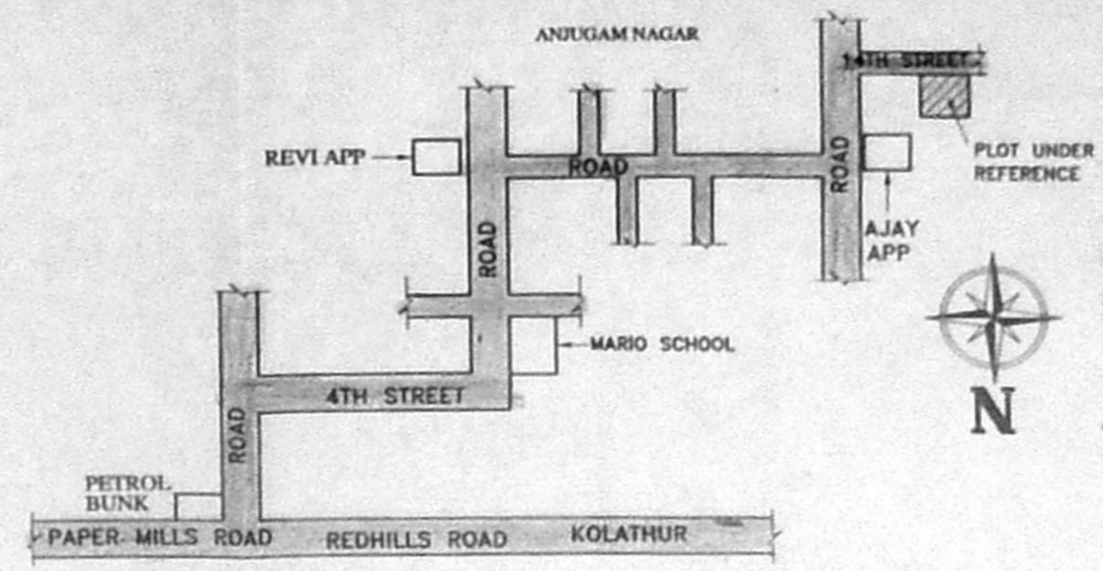 ANJUGAM NAGAR
14TH STREET
REVI APP
ROAD
ROAD
PLOT UNDER
REFERENCE
AJAY
APP
ROAD
MARIO SCHOOL
4TH STREET
ROAD
N
PETROL
BUNK
PAPER MILLS ROAD REDHILLS ROAD KOLATHUR